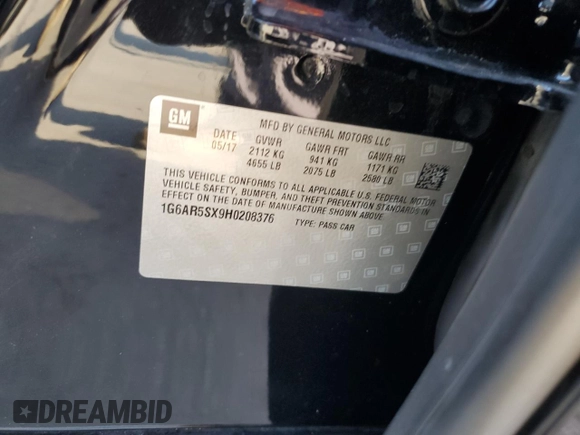 GM
MFD BY GENERAL MOTORS LLC
DATE GVWR GAWR FRT GAWR RR
05/17 2112 KG 941 KG 1171 KG
4655 LB 2075 LB 2580 LB
THIS VEHICLE CONFORMS TO ALL APPLICABLE U.S. FEDERAL MOTOR
VEHICLE SAFETY, BUMPER, AND THEFT PREVENTION STANDARDS IN
EFFECT ON THE DATE OF MANUFACTURE SHOWN ABOVE.
1G6AR5SX9H0208376 TYPE: PASS CAR
DREAMBID